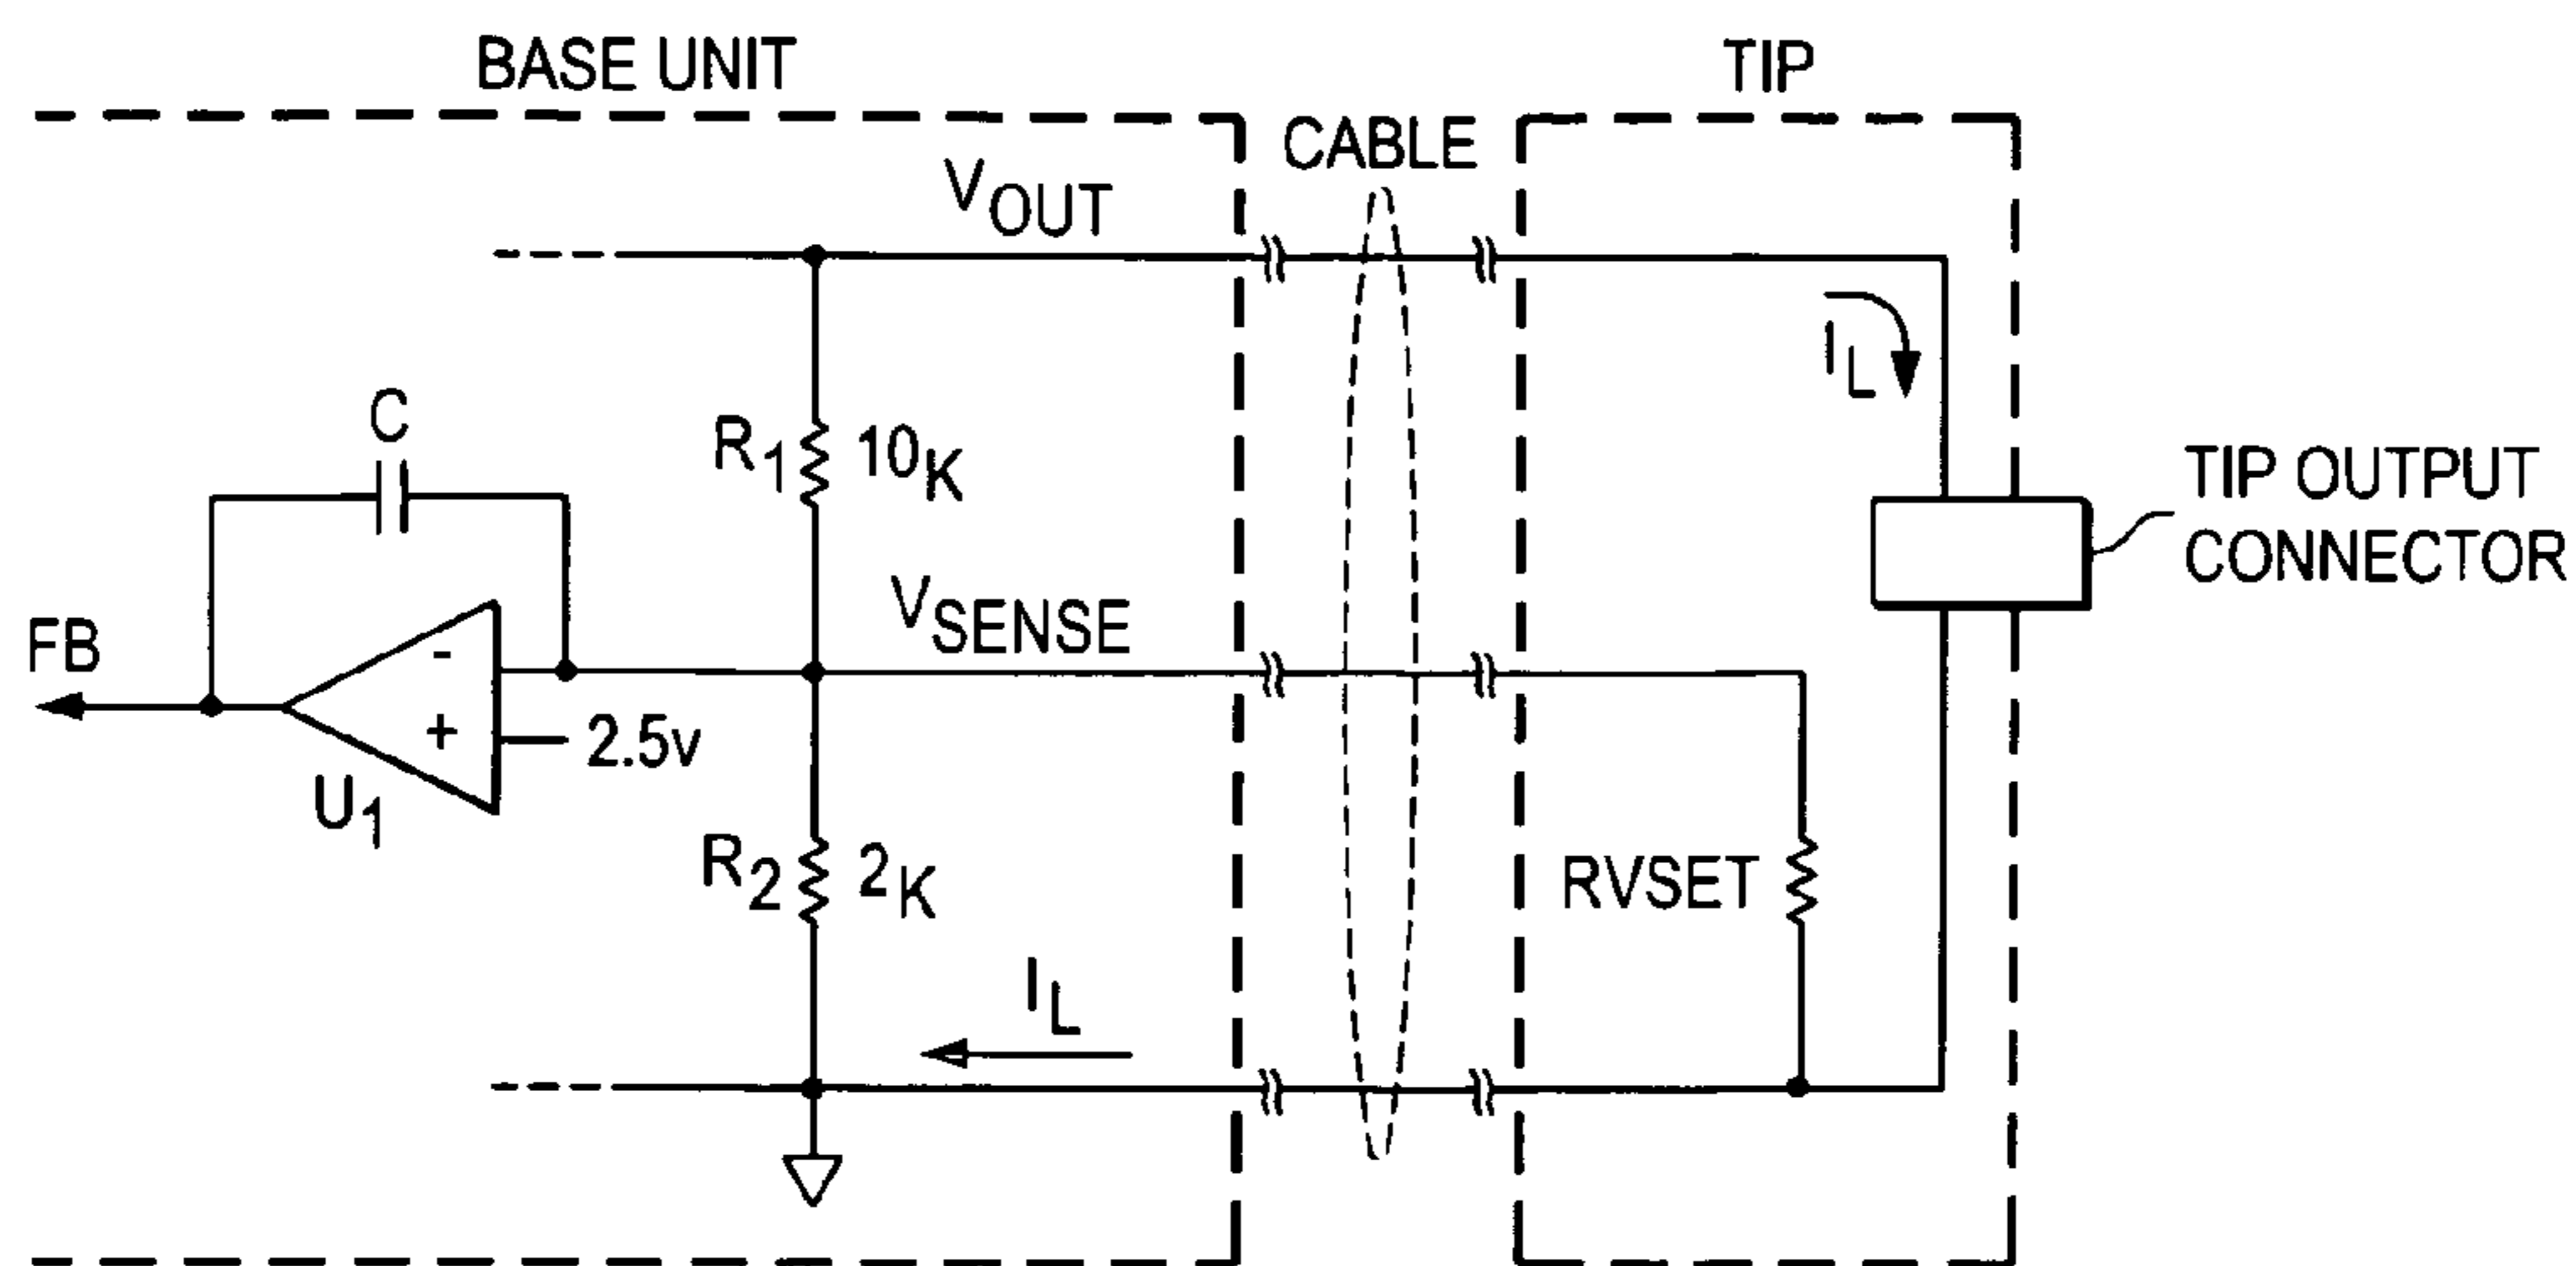 BASE UNIT
TIP
CABLE
VOUT
IL
C
R1 10K
TIP OUTPUT
CONNECTOR
VSENSE
FB
-
+
2.5v
U1
R2 2K
RVSET
IL